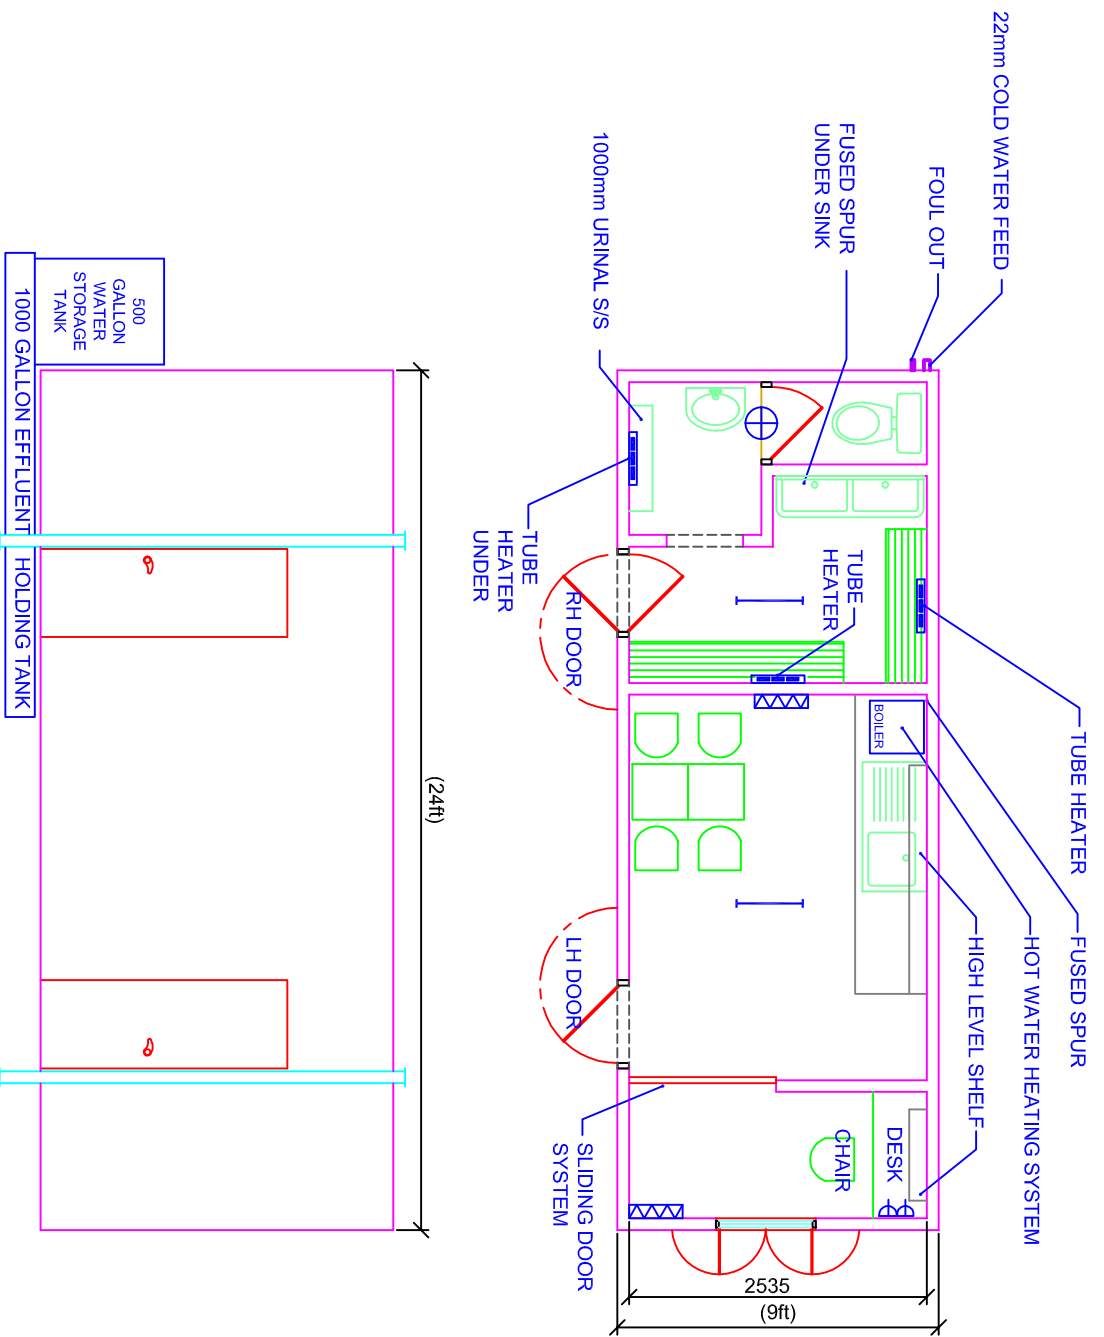 22mm COLD WATER FEED
FOUL OUT
FUSED SPUR
UNDER SINK
1000mm URINAL S/S
TUBE HEATER
FUSED SPUR
HOT WATER HEATING SYSTEM
HIGH LEVEL SHELF
BOILER
TUBE
HEATER
TUBE
HEATER
UNDER
RH DOOR
LH DOOR
DESK
CHAIR
SLIDING DOOR
SYSTEM
2535
(9ft)
(24ft)
500
GALLON
WATER
STORAGE
TANK
1000 GALLON EFFLUENT HOLDING TANK